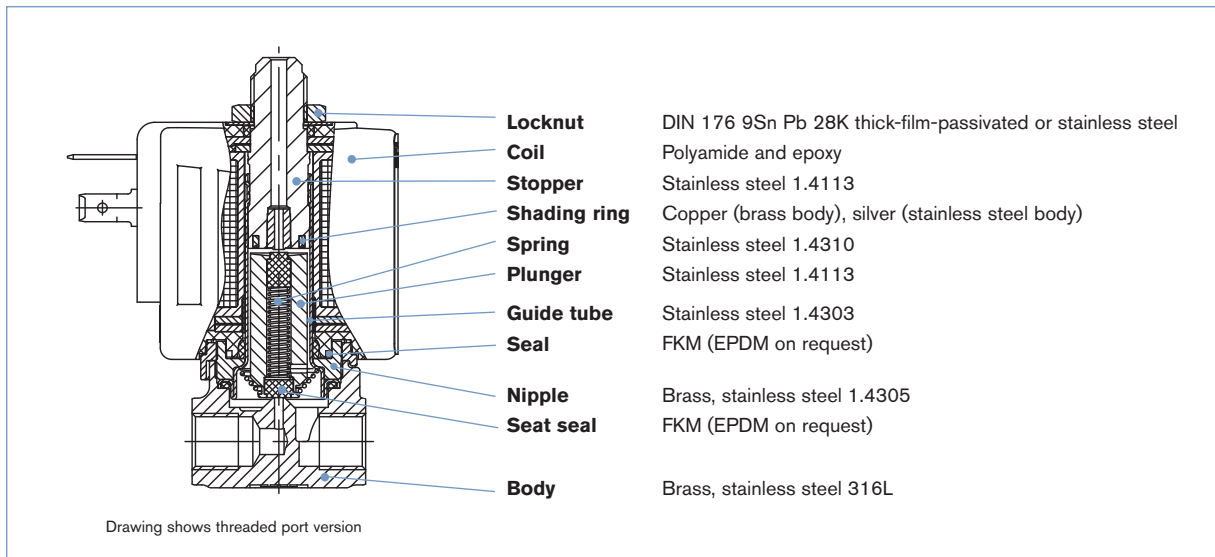 Locknut DIN 176 9Sn Pb 28K thick-film-passivated or stainless steel
Coil Polyamide and epoxy
Stopper Stainless steel 1.4113
Shading ring Copper (brass body), silver (stainless steel body)
Spring Stainless steel 1.4310
Plunger Stainless steel 1.4113
Guide tube Stainless steel 1.4303
Seal FKM (EPDM on request)
Nipple Brass, stainless steel 1.4305
Seat seal FKM (EPDM on request)
Body Brass, stainless steel 316L
Drawing shows threaded port version